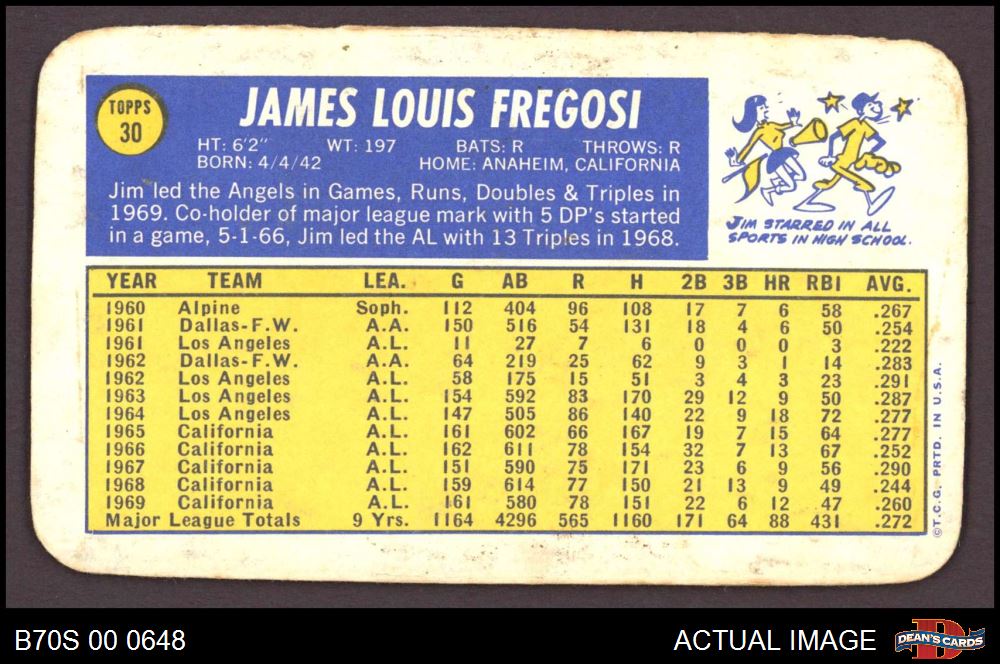 TOPPS
30
JAMES LOUIS FREGOSI
HT: 6'2" WT: 197 BATS: R THROWS: R
BORN: 4/4/42 HOME: ANAHEIM, CALIFORNIA
Jim led the Angels in Games, Runs, Doubles & Triples in
1969. Co-holder of major league mark with 5 DP's started
in a game, 5-1-66, Jim led the AL with 13 Triples in 1968.
JIM STARRED IN ALL
SPORTS IN HIGH SCHOOL.
YEAR TEAM LEA. G AB R H 2B 3B HR RBI AVG.
1960 Alpine Soph. 112 404 96 108 17 7 6 58 .267
1961 Dallas-F.W. A.A. 150 516 54 131 18 4 6 50 .254
1961 Los Angeles A.L. 11 27 7 6 0 0 0 3 .222
1962 Dallas-F.W. A.A. 64 219 25 62 9 3 1 14 .283
1962 Los Angeles A.L. 58 175 15 51 3 4 3 23 .291
1963 Los Angeles A.L. 154 592 83 170 29 12 9 50 .287
1964 Los Angeles A.L. 147 505 86 140 22 9 18 72 .277
1965 California A.L. 161 602 66 167 19 7 15 64 .277
1966 California A.L. 162 611 78 154 32 7 13 67 .252
1967 California A.L. 151 590 75 171 23 6 9 56 .290
1968 California A.L. 159 614 77 150 21 13 9 49 .244
1969 California A.L. 161 580 78 151 22 6 12 47 .260
Major League Totals 9 Yrs. 1164 4296 565 1160 171 64 88 431 .272
©T.C.G. PRTD. IN U.S.A.
B70S 00 0648
ACTUAL IMAGE
D
DEAN'S CARDS